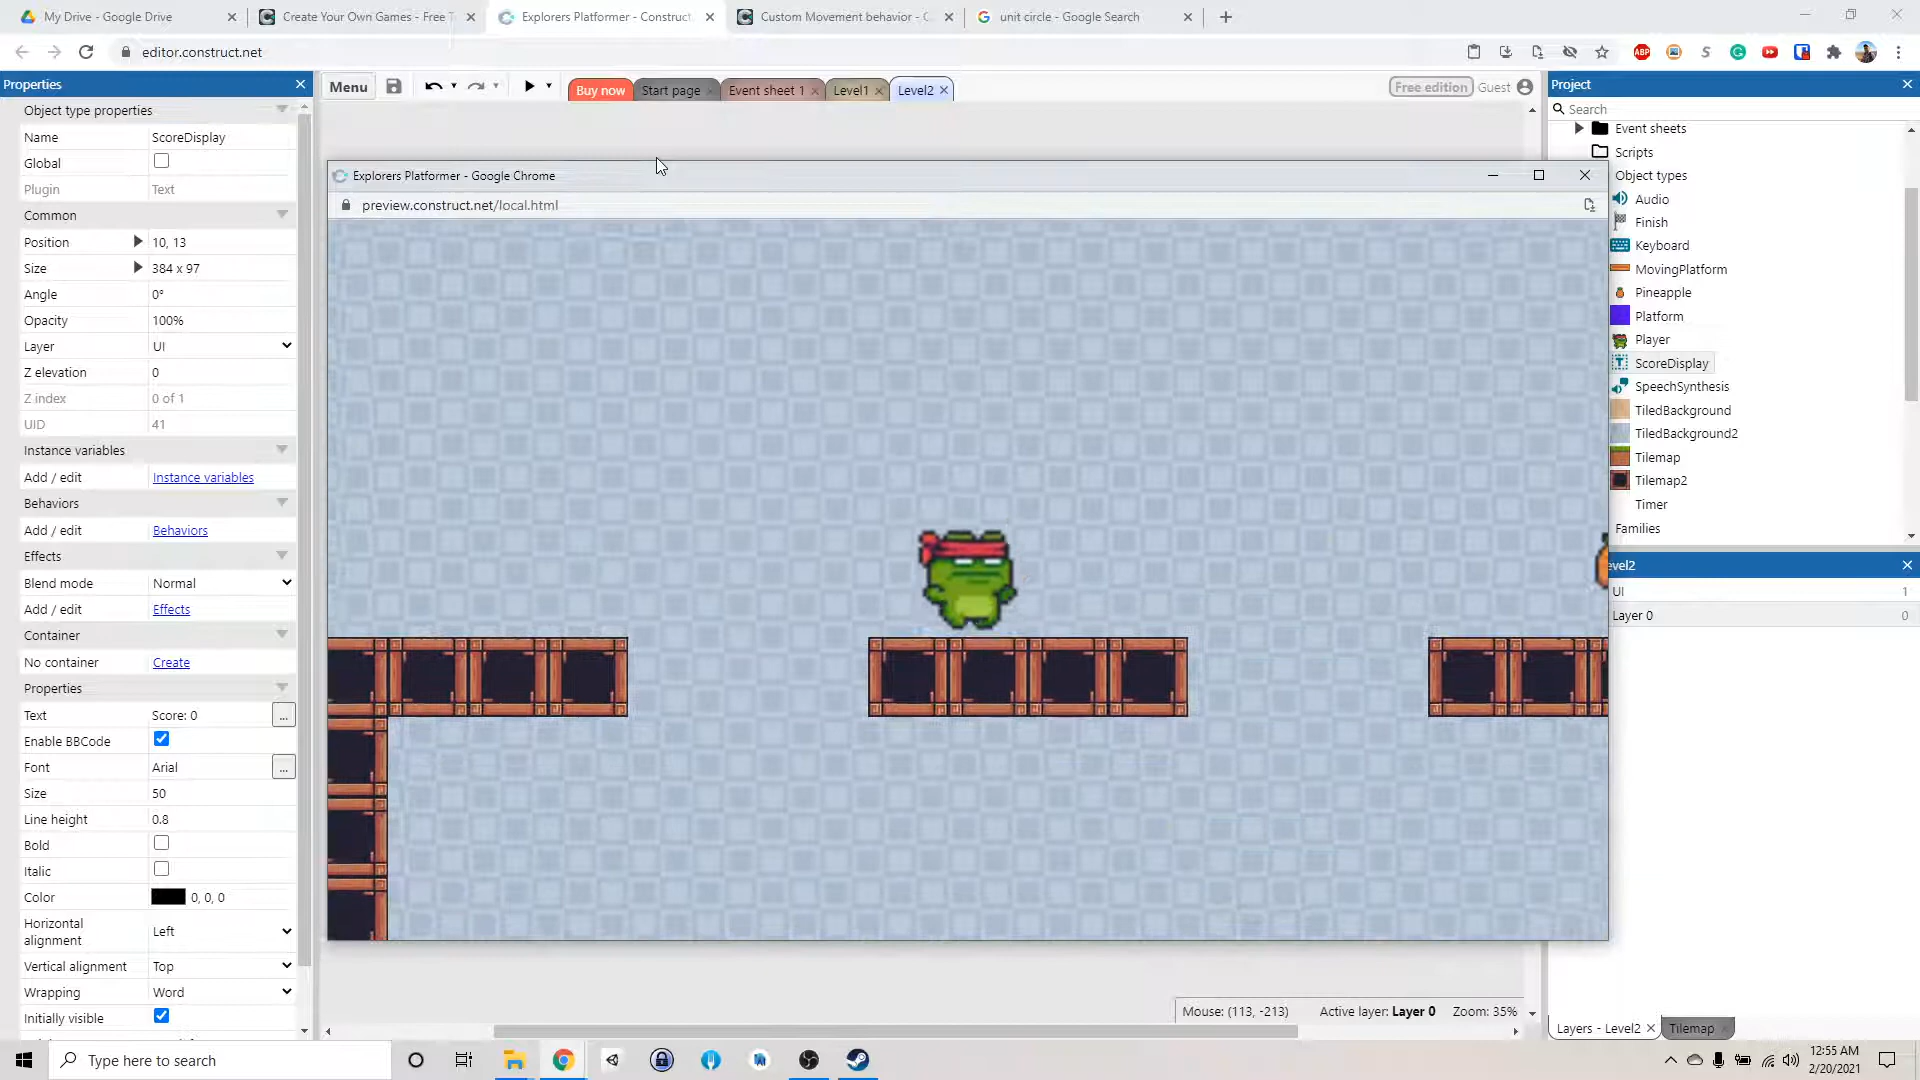 My Drive - Google Drive
Create Your Own Games - Free T
Explorers Platformer - Construct
Custom Movement behavior - C
unit circle - Google Search
editor.construct.net
Properties
Menu
Buy now
Start page
Event sheet 1
Level1
Level2
Free edition
Guest
Project
Object type properties
Name ScoreDisplay
Global
Plugin Text
Common
Position 10, 13
Size 384 x 97
Angle 0°
Opacity 100%
Layer UI
Z elevation 0
Z index 0 of 1
UID 41
Instance variables
Add / edit Instance variables
Behaviors
Add / edit Behaviors
Effects
Blend mode Normal
Add / edit Effects
Container
No container Create
Properties
Text Score: 0 ...
Enable BBCode
Font Arial ...
Size 50
Line height 0.8
Bold
Italic
Color 0, 0, 0
Horizontal alignment Left
Vertical alignment Top
Wrapping Word
Initially visible
Explorers Platformer - Google Chrome
preview.construct.net/local.html
Search
Event sheets
Scripts
Object types
Audio
Finish
Keyboard
MovingPlatform
Pineapple
Platform
Player
ScoreDisplay
SpeechSynthesis
TiledBackground
TiledBackground2
Tilemap
Tilemap2
Timer
Families
evel2
UI 1
Layer 0 0
Mouse: (113, -213) Active layer: Layer 0 Zoom: 35%
Layers - Level2
Tilemap
Type here to search
12:55 AM
2/20/2021